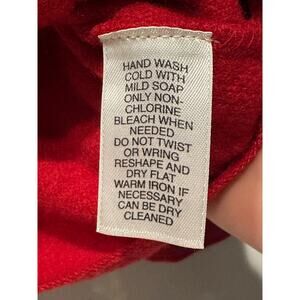 HAND WASH
COLD WITH
MILD SOAP
ONLY NON-
CHLORINE
BLEACH WHEN
NEEDED
DO NOT TWIST
OR WRING
RESHAPE AND
DRY FLAT
WARM IRON IF
NECESSARY
CAN BE DRY
CLEANED